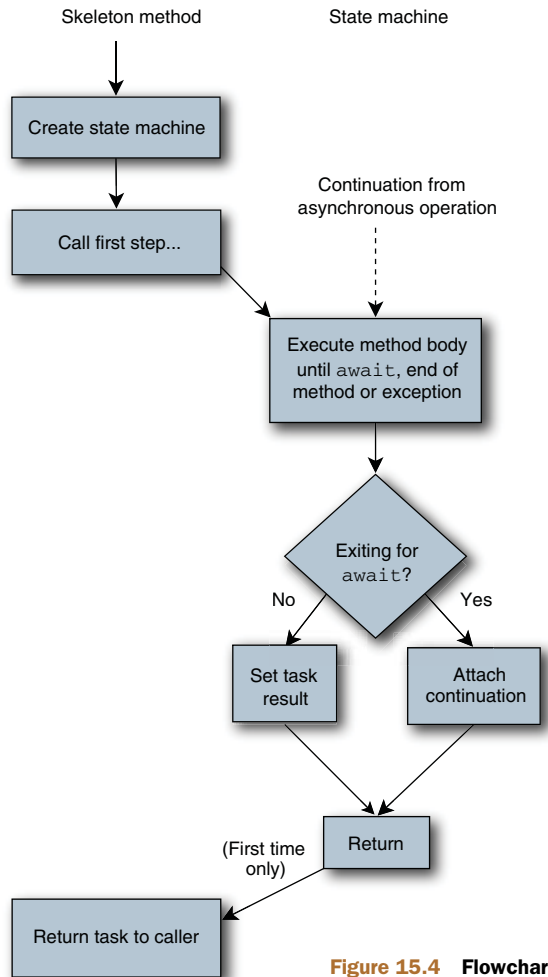 Skeleton method
State machine
Create state machine
Call first step...
Continuation from
asynchronous operation
Execute method body
until await, end of
method or exception
Exiting for
await?
No
Yes
Set task
result
Attach
continuation
Return
(First time
only)
Return task to caller
Figure 15.4 Flowchar